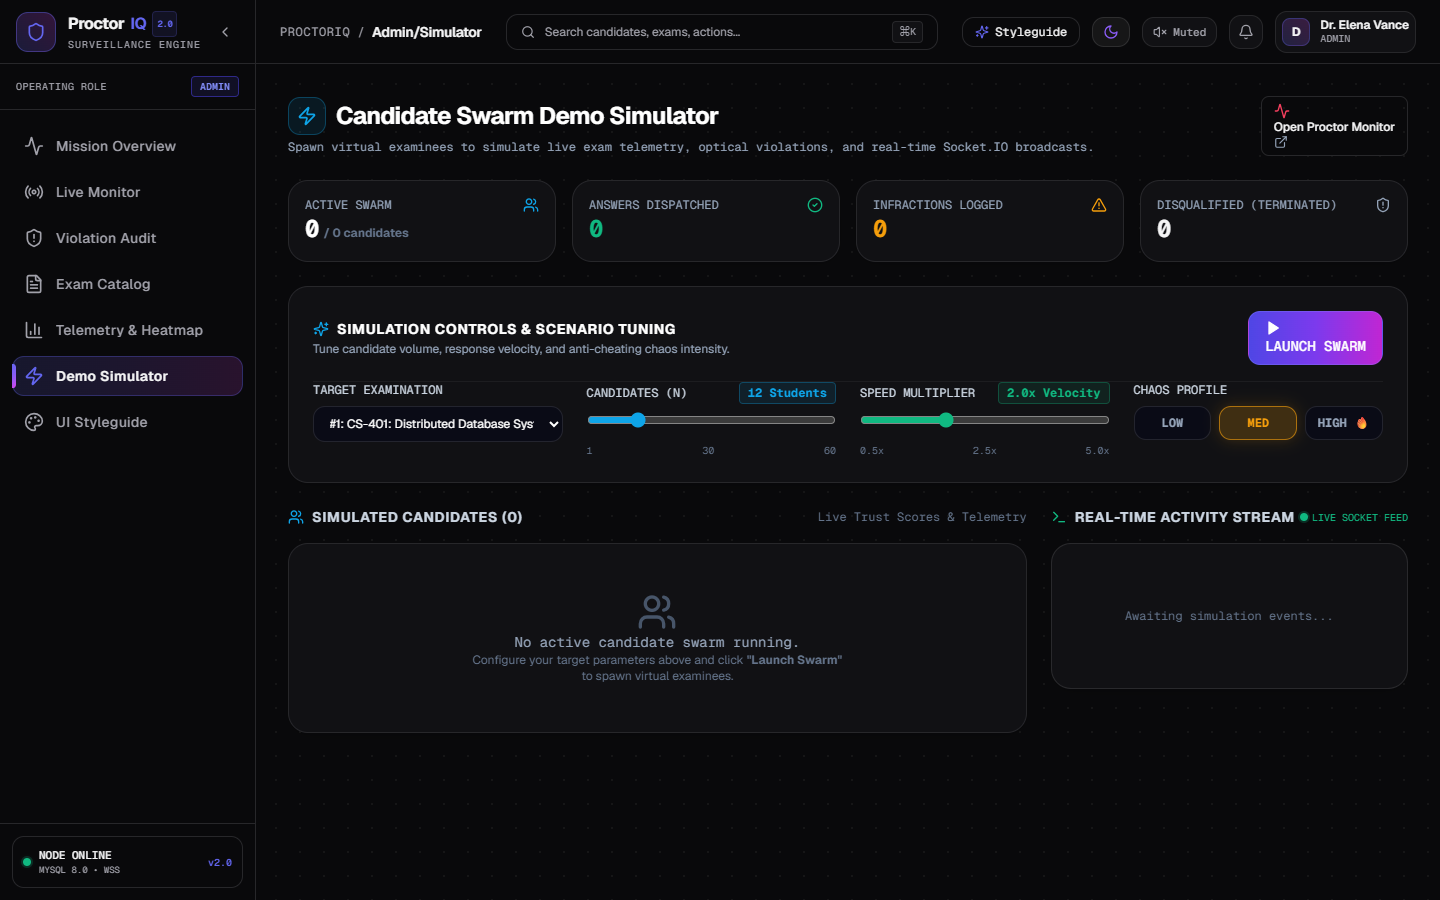 Proctor IQ 2.0
SURVEILLANCE ENGINE
OPERATING ROLE
ADMIN
Mission Overview
Live Monitor
Violation Audit
Exam Catalog
Telemetry & Heatmap
Demo Simulator
UI Styleguide
NODE ONLINE
MYSQL 8.0 • WSS
v2.0
PROCTORIQ / Admin/Simulator
Search candidates, exams, actions...
⌘K
Styleguide
Muted
D
Dr. Elena Vance
ADMIN
Candidate Swarm Demo Simulator
Spawn virtual examinees to simulate live exam telemetry, optical violations, and real-time Socket.IO broadcasts.
Open Proctor Monitor
ACTIVE SWARM
0 / 0 candidates
ANSWERS DISPATCHED
0
INFRACTIONS LOGGED
0
DISQUALIFIED (TERMINATED)
0
SIMULATION CONTROLS & SCENARIO TUNING
Tune candidate volume, response velocity, and anti-cheating chaos intensity.
LAUNCH SWARM
TARGET EXAMINATION
#1: CS-401: Distributed Database Sys
CANDIDATES (N)
12 Students
1 30 60
SPEED MULTIPLIER
2.0x Velocity
0.5x 2.5x 5.0x
CHAOS PROFILE
LOW
MED
HIGH 🔥
SIMULATED CANDIDATES (0)
Live Trust Scores & Telemetry
No active candidate swarm running.
Configure your target parameters above and click "Launch Swarm"
to spawn virtual examinees.
REAL-TIME ACTIVITY STREAM
LIVE SOCKET FEED
Awaiting simulation events...